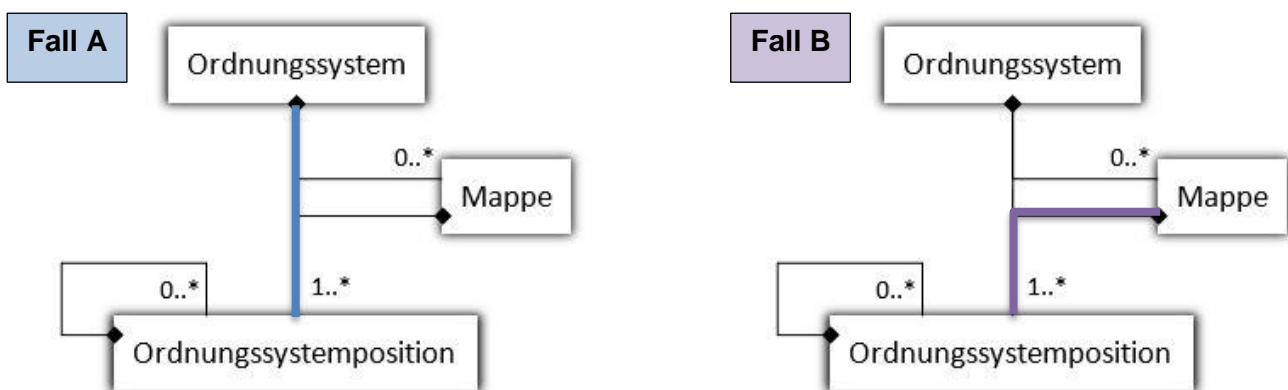 Fall A
Ordnungssystem
0..*
Mappe
0..*
1..*
Ordnungssystemposition
Fall B
Ordnungssystem
0..*
Mappe
0..*
1..*
Ordnungssystemposition